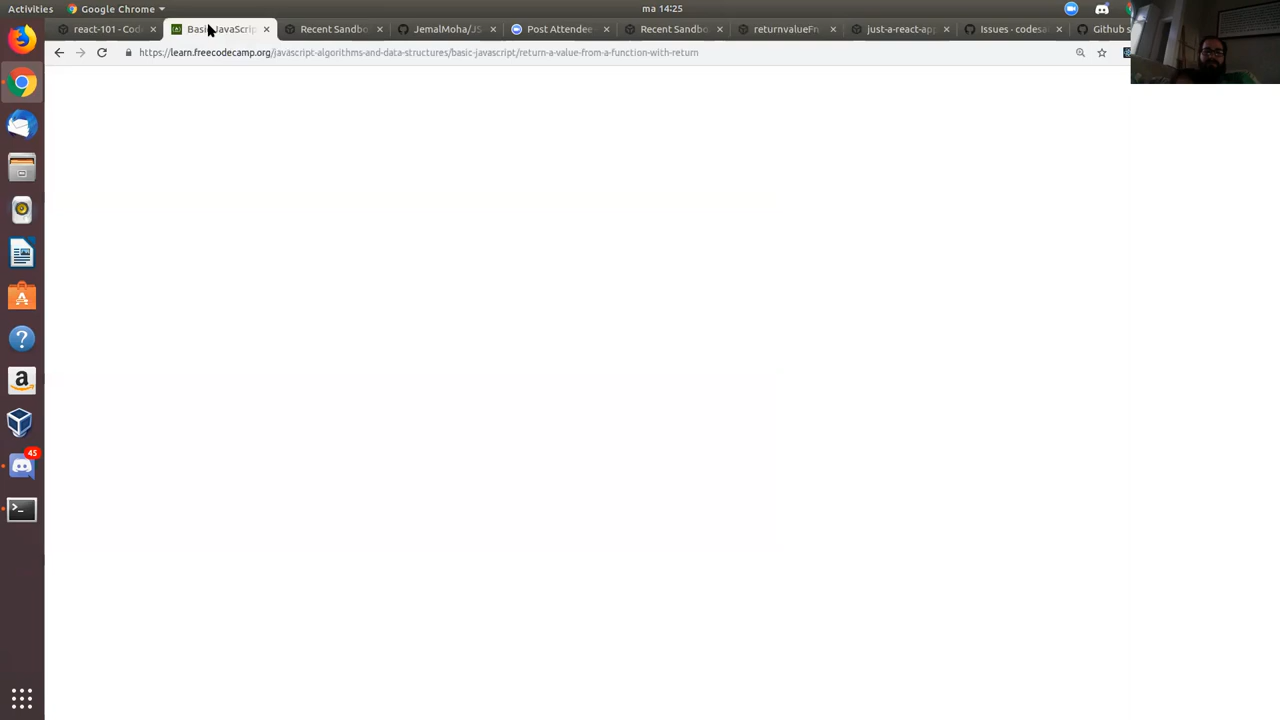 Activities Google Chrome ma 14:25
react-101 - Cod Basic JavaScrip Recent Sandbo JemalMoha/JS Post Attendee Recent Sandbo returnvalueFn just-a-react-ap Issues - codesa Github s
https://learn.freecodecamp.org/javascript-algorithms-and-data-structures/basic-javascript/return-a-value-from-a-function-with-return
45